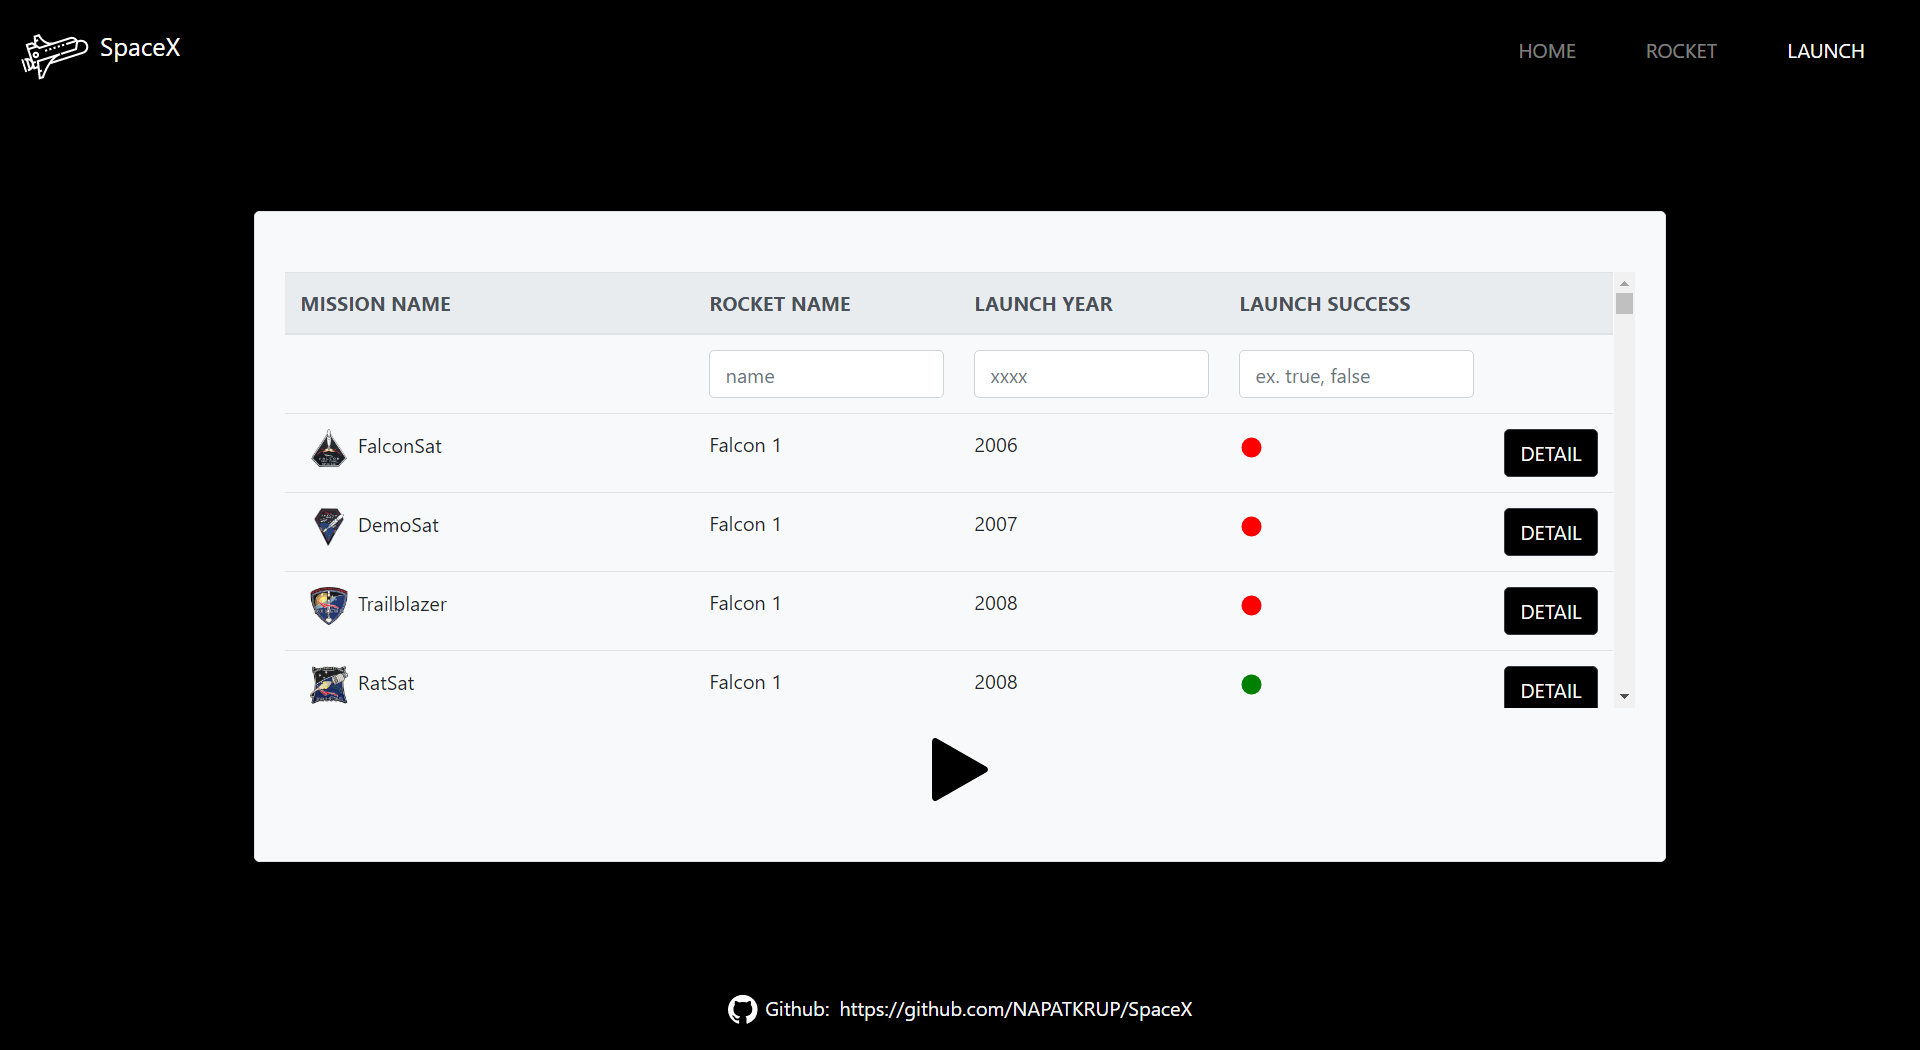 SpaceX
HOME ROCKET LAUNCH
MISSION NAME ROCKET NAME LAUNCH YEAR LAUNCH SUCCESS
name xxxx ex. true, false
FalconSat Falcon 1 2006 DETAIL
DemoSat Falcon 1 2007 DETAIL
Trailblazer Falcon 1 2008 DETAIL
RatSat Falcon 1 2008 DETAIL
Github: https://github.com/NAPATKRUP/SpaceX